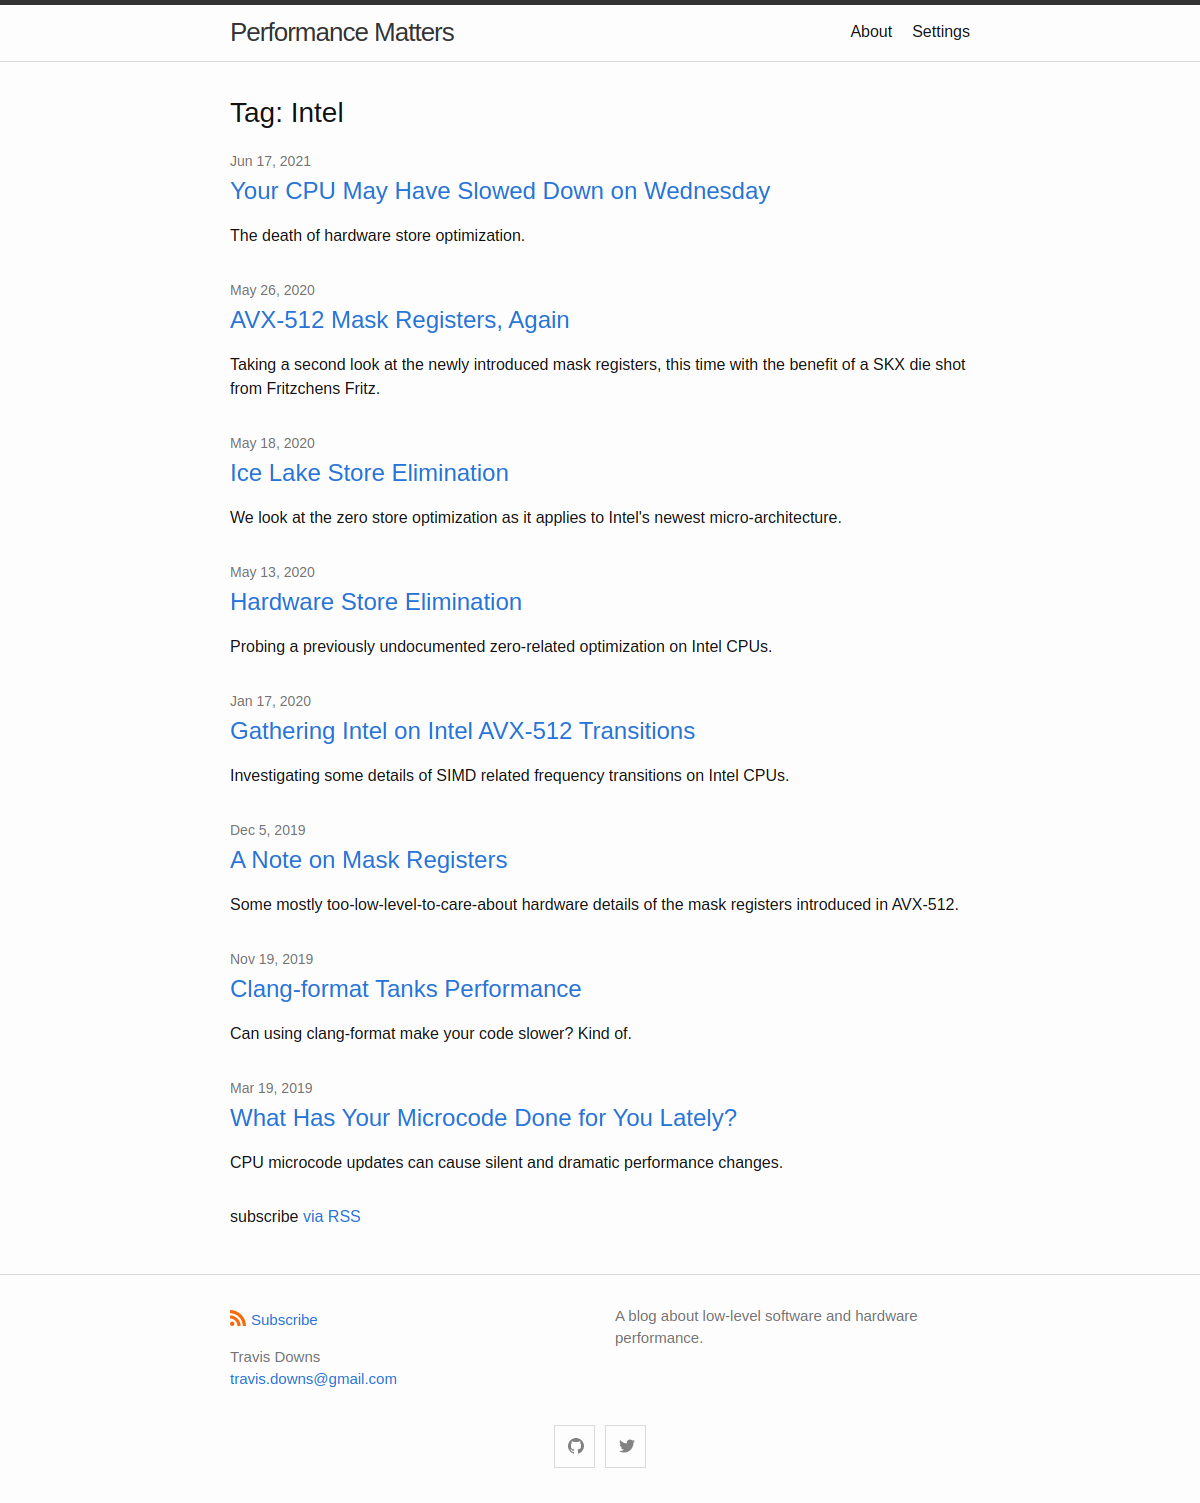 Performance Matters
About
Settings
Tag: Intel
Jun 17, 2021
Your CPU May Have Slowed Down on Wednesday
The death of hardware store optimization.
May 26, 2020
AVX-512 Mask Registers, Again
Taking a second look at the newly introduced mask registers, this time with the benefit of a SKX die shot
from Fritzchens Fritz.
May 18, 2020
Ice Lake Store Elimination
We look at the zero store optimization as it applies to Intel's newest micro-architecture.
May 13, 2020
Hardware Store Elimination
Probing a previously undocumented zero-related optimization on Intel CPUs.
Jan 17, 2020
Gathering Intel on Intel AVX-512 Transitions
Investigating some details of SIMD related frequency transitions on Intel CPUs.
Dec 5, 2019
A Note on Mask Registers
Some mostly too-low-level-to-care-about hardware details of the mask registers introduced in AVX-512.
Nov 19, 2019
Clang-format Tanks Performance
Can using clang-format make your code slower? Kind of.
Mar 19, 2019
What Has Your Microcode Done for You Lately?
CPU microcode updates can cause silent and dramatic performance changes.
subscribe via RSS
Subscribe
Travis Downs
travis.downs@gmail.com
A blog about low-level software and hardware
performance.